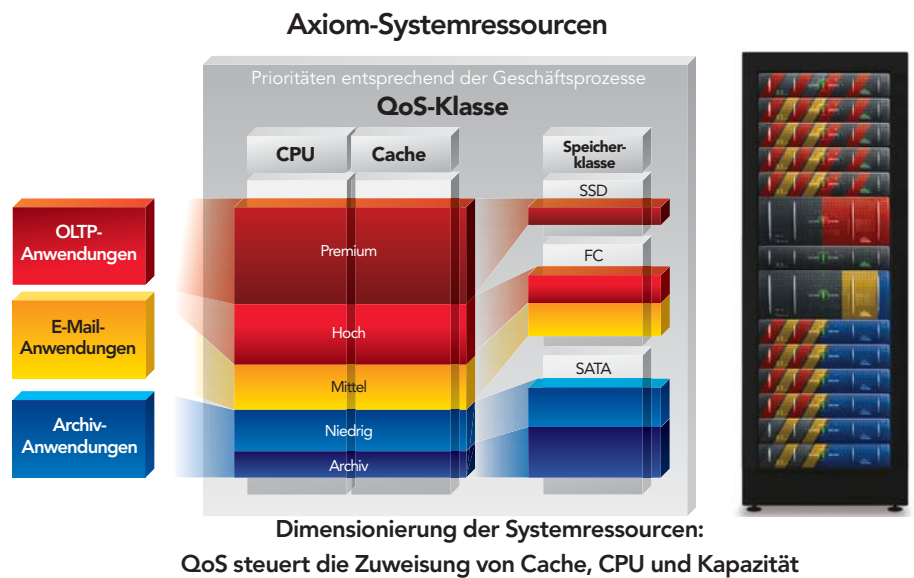 Axiom-Systemressourcen
Prioritäten entsprechend der Geschäftsprozesse
QoS-Klasse
CPU
Cache
Speicher-
klasse
SSD
OLTP-
Anwendungen
Premium
FC
E-Mail-
Anwendungen
Hoch
Mittel
SATA
Archiv-
Anwendungen
Niedrig
Archiv
Dimensionierung der Systemressourcen:
QoS steuert die Zuweisung von Cache, CPU und Kapazität